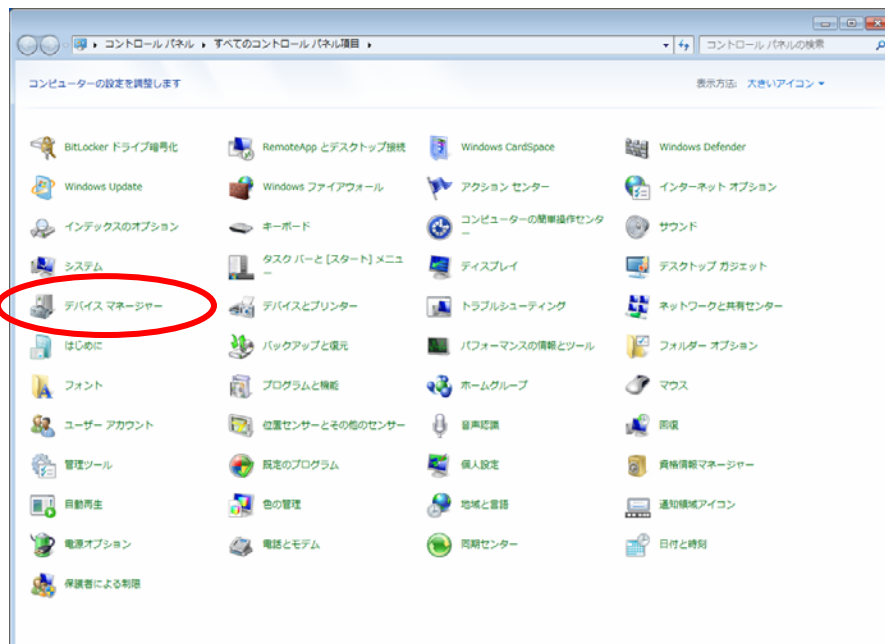 コントロール パネル ▸ すべてのコントロール パネル項目 ▸
コントロール パネルの検索
コンピューターの設定を調整します
表示方法: 大きいアイコン
BitLocker ドライブ暗号化
RemoteApp とデスクトップ接続
Windows CardSpace
Windows Defender
Windows Update
Windows ファイアウォール
アクション センター
インターネット オプション
インデックスのオプション
キーボード
コンピューターの簡単操作センタ
ー
サウンド
システム
タスク バーと [スタート] メニュ
ー
ディスプレイ
デスクトップ ガジェット
デバイス マネージャー
デバイスとプリンター
トラブルシューティング
ネットワークと共有センター
はじめに
バックアップと復元
パフォーマンスの情報とツール
フォルダー オプション
フォント
プログラムと機能
ホームグループ
マウス
ユーザー アカウント
位置センサーとその他のセンサー
音声認識
回復
管理ツール
既定のプログラム
個人設定
資格情報マネージャー
自動再生
色の管理
地域と言語
通知領域アイコン
電源オプション
電話とモデム
同期センター
日付と時刻
保護者による制限